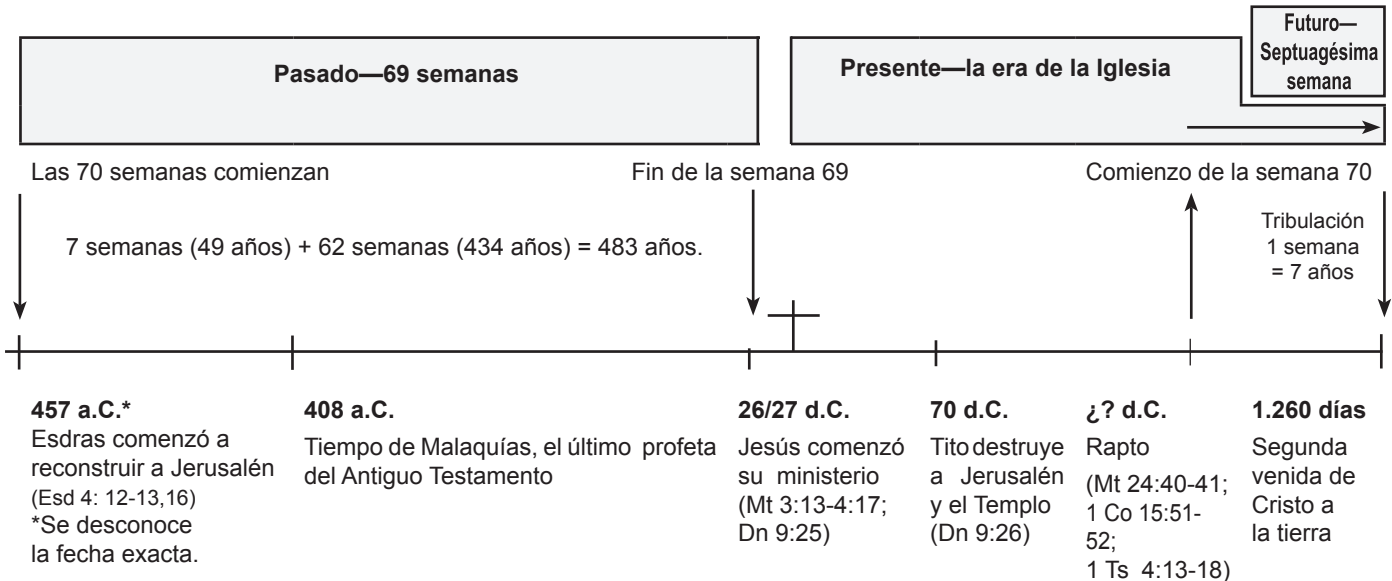 Pasado—69 semanas
Presente—la era de la Iglesia
Futuro—
Septuagésima
semana
Las 70 semanas comienzan
Fin de la semana 69
Comienzo de la semana 70
7 semanas (49 años) + 62 semanas (434 años) = 483 años.
Tribulación
1 semana
= 7 años
457 a.C.*
Esdras comenzó a
reconstruir a Jerusalén
(Esd 4: 12-13,16)
*Se desconoce
la fecha exacta.
408 a.C.
Tiempo de Malaquías, el último profeta
del Antiguo Testamento
26/27 d.C.
Jesús comenzó
su ministerio
(Mt 3:13-4:17;
Dn 9:25)
70 d.C.
Tito destruye
a Jerusalén
y el Templo
(Dn 9:26)
¿? d.C.
Rapto
(Mt 24:40-41;
1 Co 15:51-
52;
1 Ts 4:13-18)
1.260 días
Segunda
venida de
Cristo a
la tierra